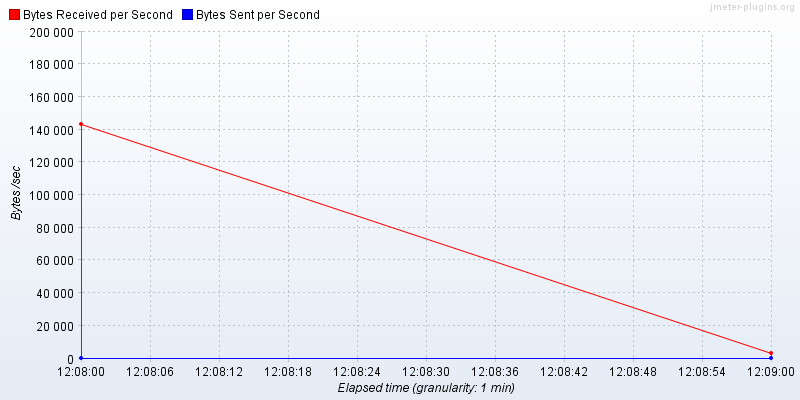 jmeter-plugins.org
Bytes Received per Second Bytes Sent per Second
200 000
180 000
160 000
140 000
120 000
100 000
80 000
60 000
40 000
20 000
0
Bytes /sec
12:08:00 12:08:06 12:08:12 12:08:18 12:08:24 12:08:30 12:08:36 12:08:42 12:08:48 12:08:54 12:09:00
Elapsed time (granularity: 1 min)